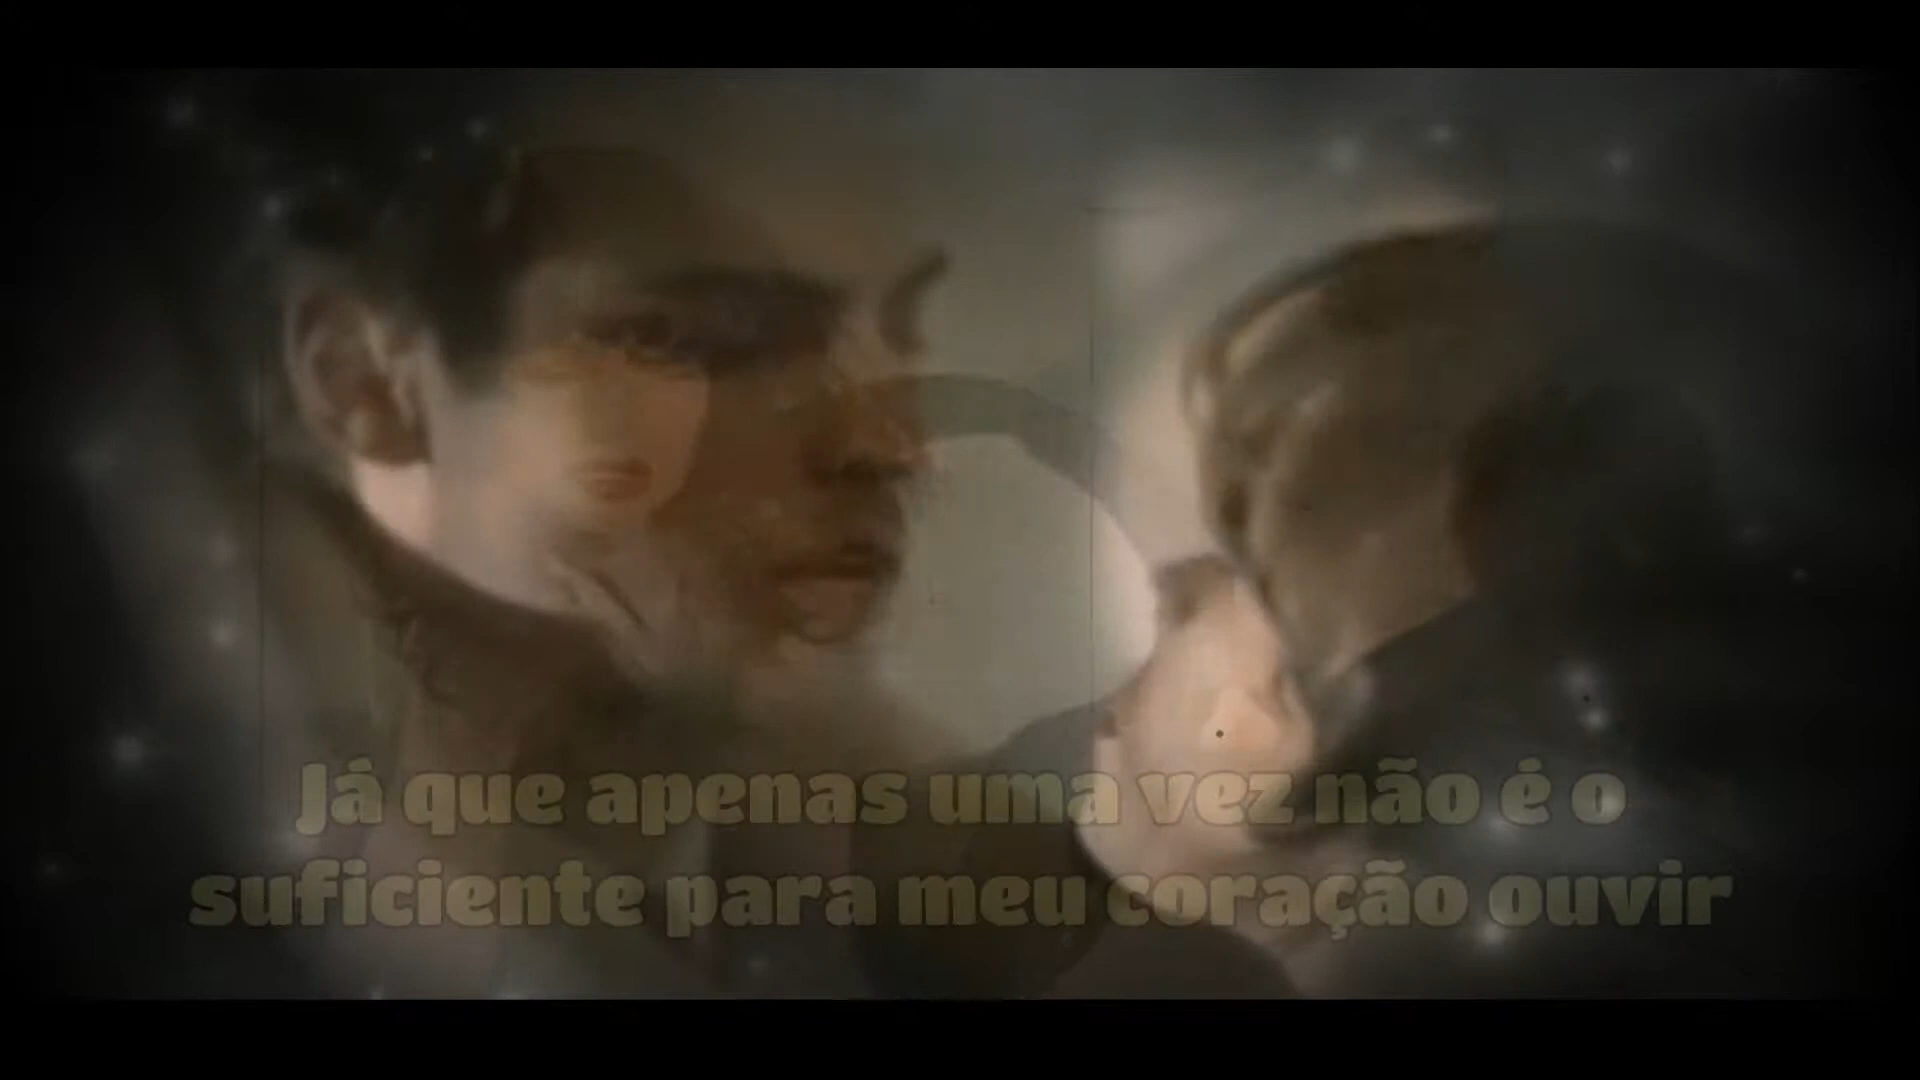 Já que apenas uma vez não é o
suficiente para meu coração ouvir